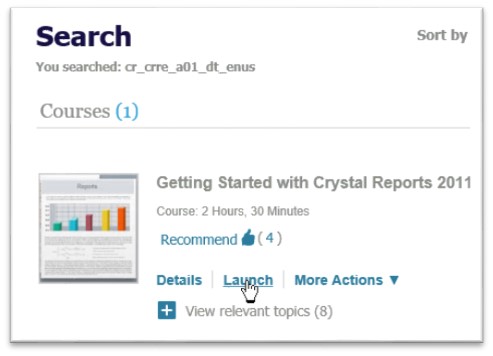 Search
Sort by
You searched: cr_crre_a01_dt_enus
Courses (1)
Reports
Getting Started with Crystal Reports 2011
Course: 2 Hours, 30 Minutes
Recommend (4)
Details | Launch | More Actions ▼
View relevant topics (8)